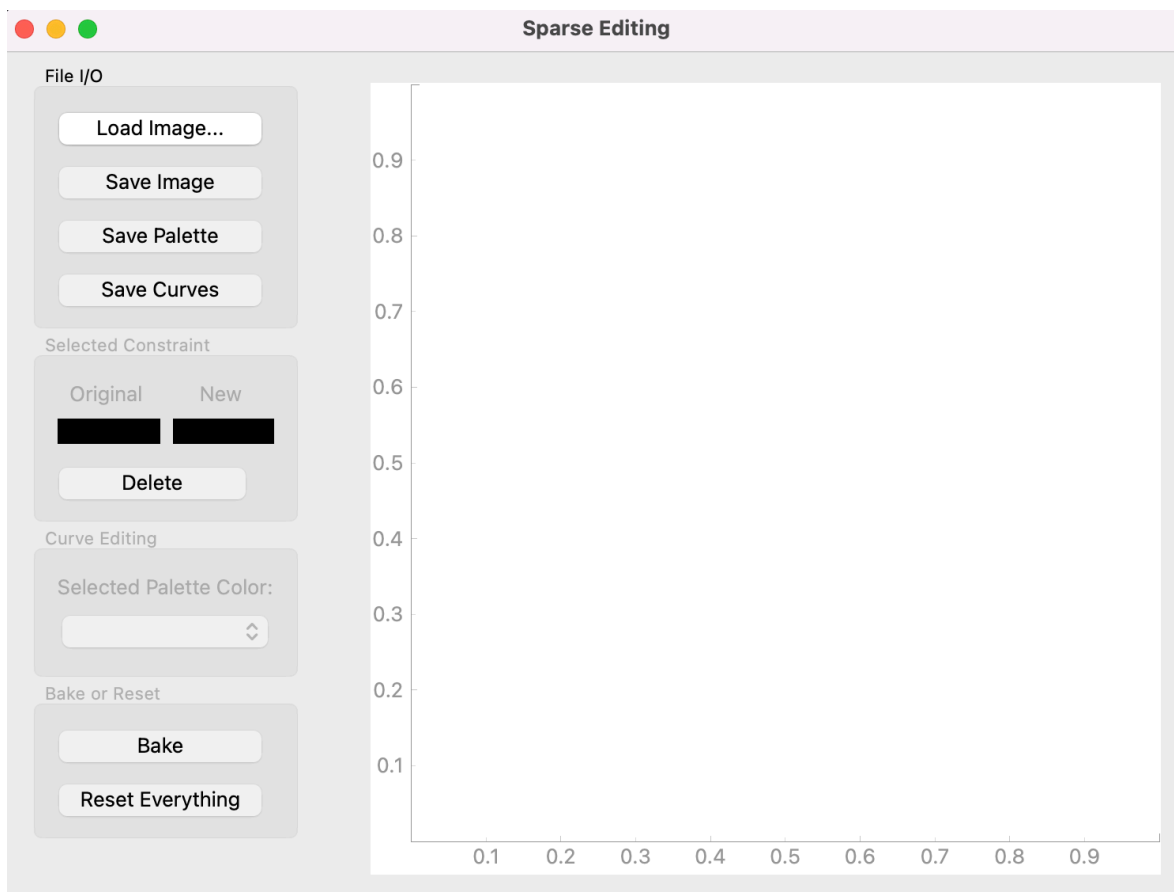 Sparse Editing
File I/O
Load Image...
Save Image
Save Palette
Save Curves
Selected Constraint
Original New
Delete
Curve Editing
Selected Palette Color:
Bake or Reset
Bake
Reset Everything
0.9
0.8
0.7
0.6
0.5
0.4
0.3
0.2
0.1
0.1 0.2 0.3 0.4 0.5 0.6 0.7 0.8 0.9